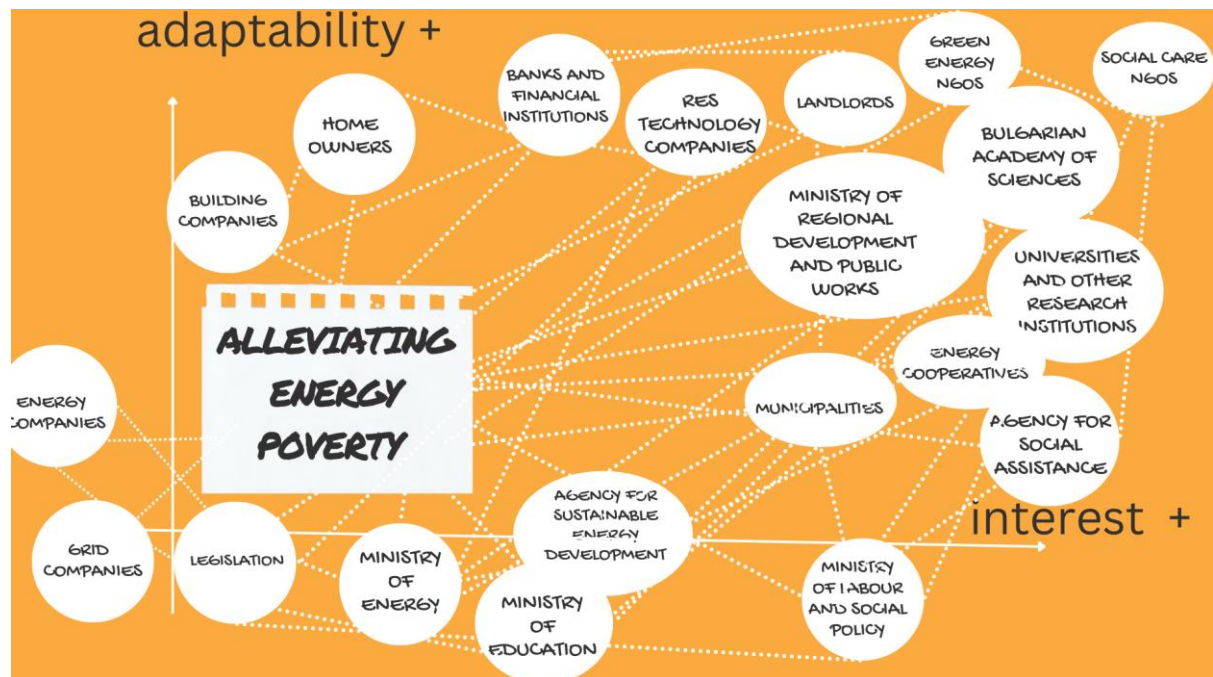 adaptability +
GREEN
ENERGY
NGOS
SOCIAL CARE
NGOS
BANKS AND
FINANCIAL
INSTITUTIONS
RES
TECHNOLOGY
COMPANIES
LANDLORDS
HOME
OWNERS
BULGARIAN
ACADEMY OF
SCIENCES
BUILDING
COMPANIES
MINISTRY OF
REGIONAL
DEVELOPMENT
AND PUBLIC
WORKS
UNIVERSITIES
AND OTHER
RESEARCH
INSTITUTIONS
ALLEVIATING
ENERGY
POVERTY
ENERGY
COOPERATIVES
ENERGY
COMPANIES
MUNICIPALITIES
AGENCY FOR
SOCIAL
ASSISTANCE
interest +
AGENCY FOR
SUSTAINABLE
ENERGY
DEVELOPMENT
GRID
COMPANIES
LEGISLATION
MINISTRY
OF
ENERGY
MINISTRY
OF LABOUR
AND SOCIAL
POLICY
MINISTRY
OF
EDUCATION